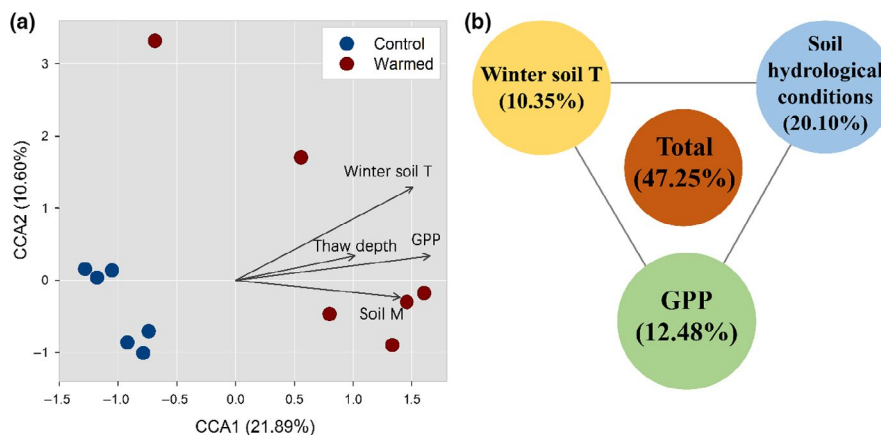 (a)
Control
Warmed
Winter soil T
GPP
Thaw depth
Soil M
3
2
1
0
−1
−1.5
−1.0
−0.5
0.0
0.5
1.0
1.5
CCA1 (21.89%)
CCA2 (10.60%)
(b)
Winter soil T
(10.35%)
Soil
hydrological
conditions
(20.10%)
Total
(47.25%)
GPP
(12.48%)